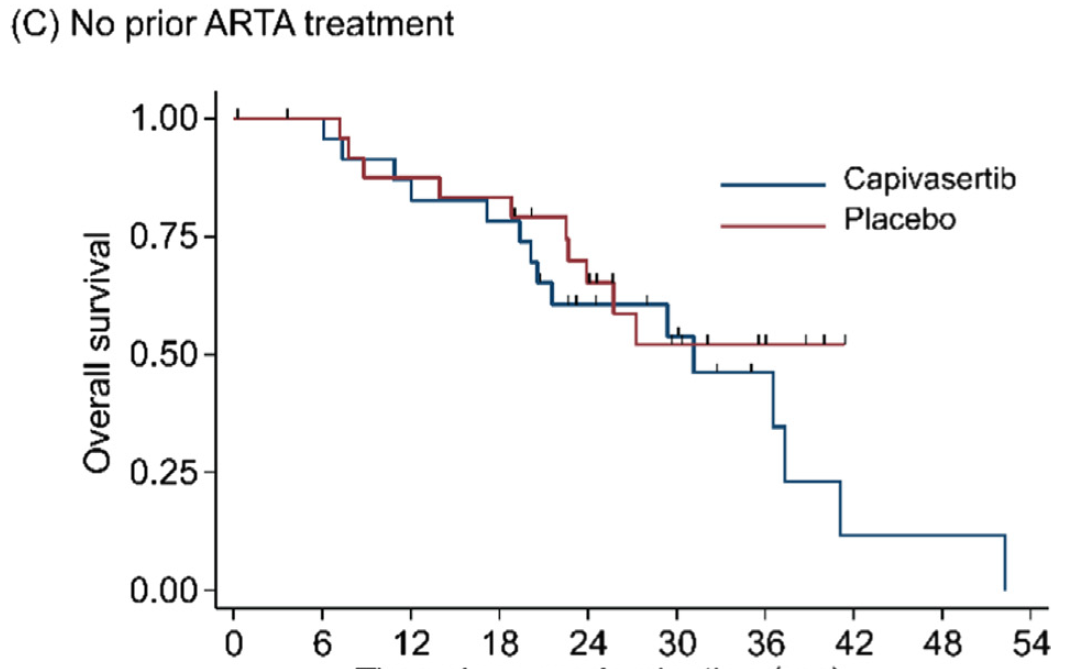 (C) No prior ARTA treatment
1.00
Capivasertib
Placebo
0.75
Overall survival
0.50
0.25
0.00
0 6 12 18 24 30 36 42 48 54